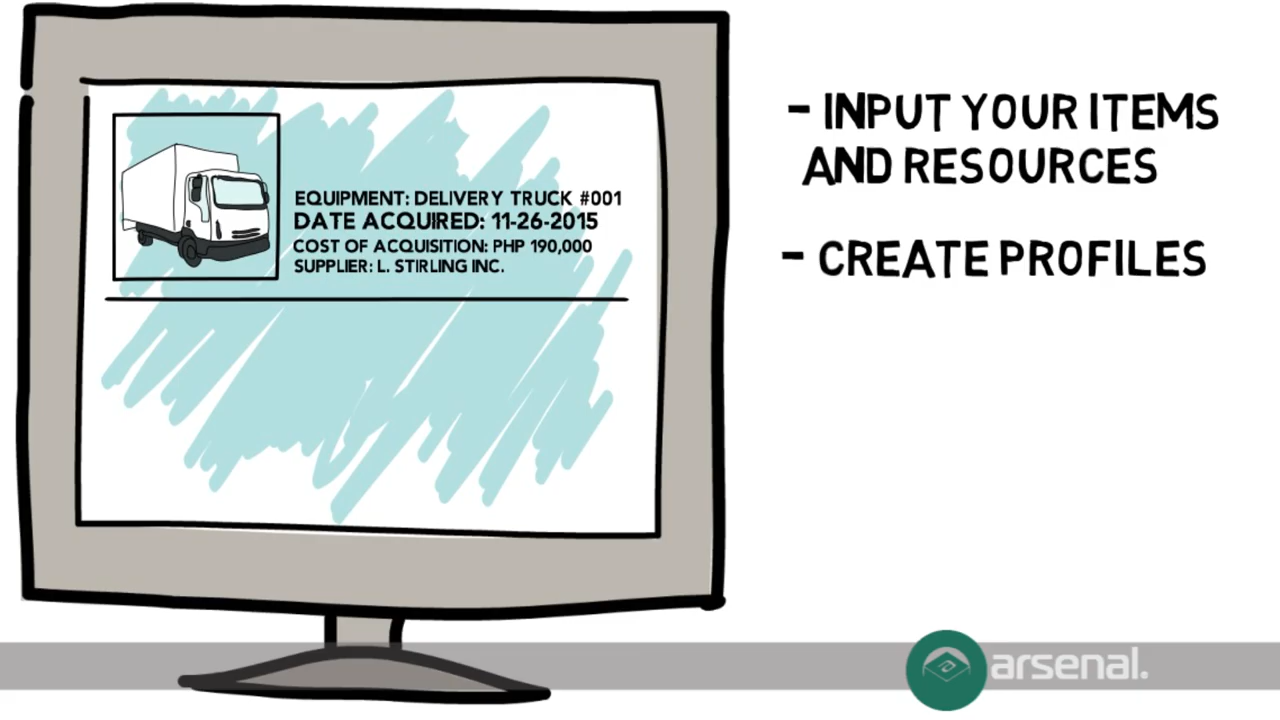 EQUIPMENT: DELIVERY TRUCK #001
DATE ACQUIRED: 11-26-2015
COST OF ACQUISITION: PHP 190,000
SUPPLIER: L. STIRLING INC.
- INPUT YOUR ITEMS
AND RESOURCES
- CREATE PROFILES
arsenal.